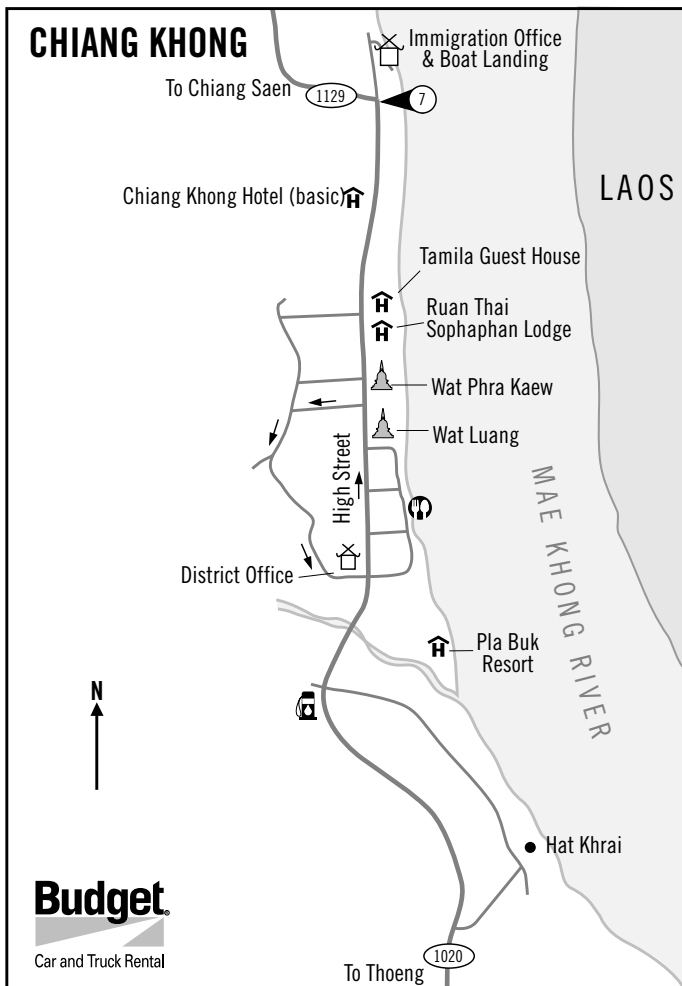 CHIANG KHONG
Immigration Office
& Boat Landing
To Chiang Saen
1129
7
LAOS
Chiang Khong Hotel (basic)
H
Tamila Guest House
H
Ruan Thai
Sophaphan Lodge
H
Wat Phra Kaew
Wat Luang
High Street
MAE KHONG RIVER
District Office
Pla Buk
Resort
H
N
Hat Khrai
Budget®
Car and Truck Rental
1020
To Thoeng